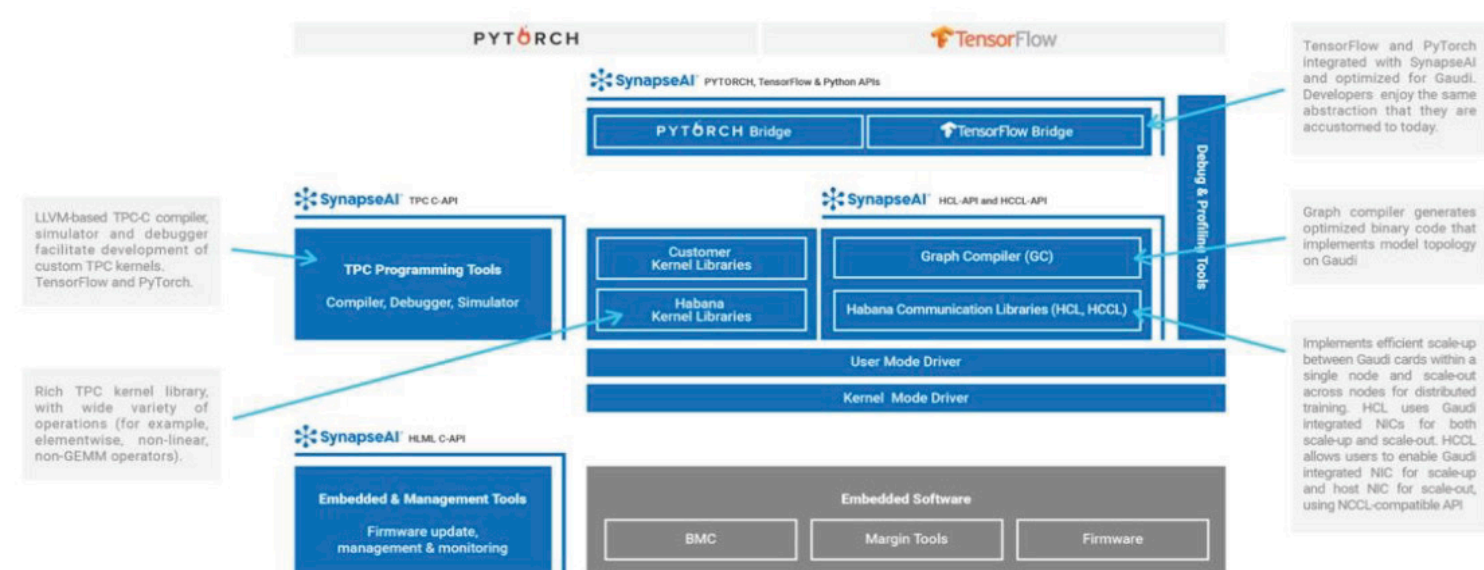 PYTORCH
TensorFlow
SynapseAI PYTORCH, TensorFlow & Python APIs
PYTORCH Bridge
TensorFlow Bridge
Debug & Profiling Tools
TensorFlow and PyTorch
integrated with SynapseAI
and optimized for Gaudi.
Developers enjoy the same
abstraction that they are
accustomed to today.
LLVM-based TPC-C compiler,
simulator and debugger
facilitate development of
custom TPC kernels.
TensorFlow and PyTorch.
SynapseAI TPC C-API
TPC Programming Tools
Compiler, Debugger, Simulator
Customer
Kernel Libraries
Habana
Kernel Libraries
SynapseAI HCL-API and HCCL-API
Graph Compiler (GC)
Habana Communication Libraries (HCL, HCCL)
Graph compiler generates
optimized binary code that
implements model topology
on Gaudi
User Mode Driver
Kernel Mode Driver
Implements efficient scale-up
between Gaudi cards within a
single node and scale-out
across nodes for distributed
training. HCL uses Gaudi
integrated NICs for both
scale-up and scale-out. HCCL
allows users to enable Gaudi
integrated NIC for scale-up
and host NIC for scale-out,
using NCCL-compatible API
Rich TPC kernel library,
with wide variety of
operations (for example,
elementwise, non-linear,
non-GEMM operators).
SynapseAI HLML C-API
Embedded & Management Tools
Firmware update,
management & monitoring
Embedded Software
BMC
Margin Tools
Firmware